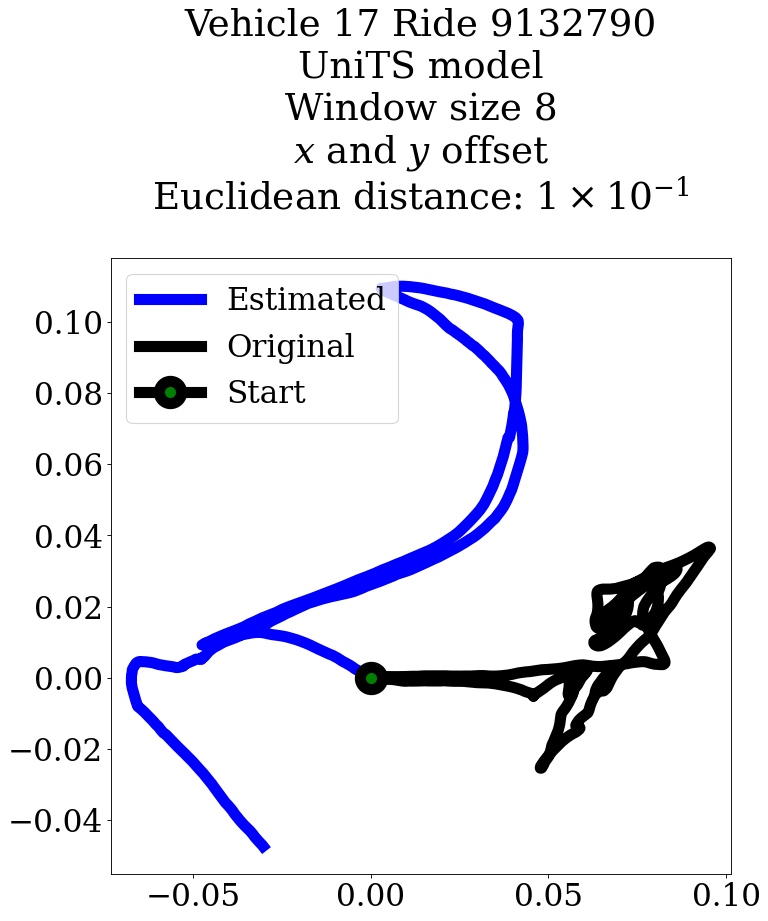 Vehicle 17 Ride 9132790
UniTS model
Window size 8
x and y offset
Euclidean distance: 1 × 10⁻¹
Estimated
Original
Start
0.10
0.08
0.06
0.04
0.02
0.00
−0.02
−0.04
−0.05 0.00 0.05 0.10